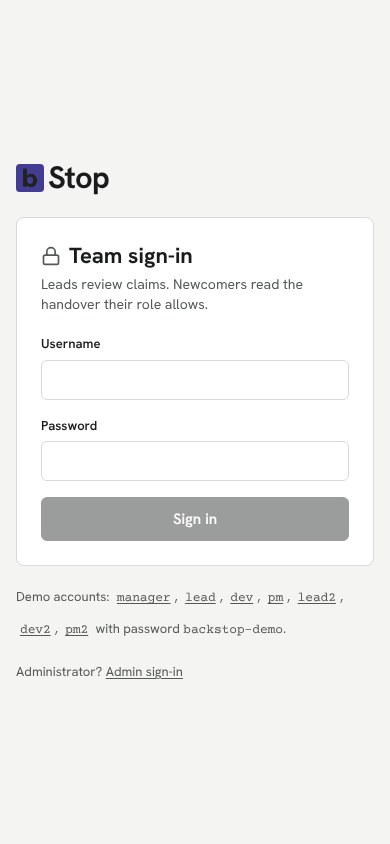 b Stop
Team sign-in
Leads review claims. Newcomers read the
handover their role allows.
Username
Password
Sign in
Demo accounts: manager, lead, dev, pm, lead2,
dev2, pm2 with password backstop-demo.
Administrator? Admin sign-in